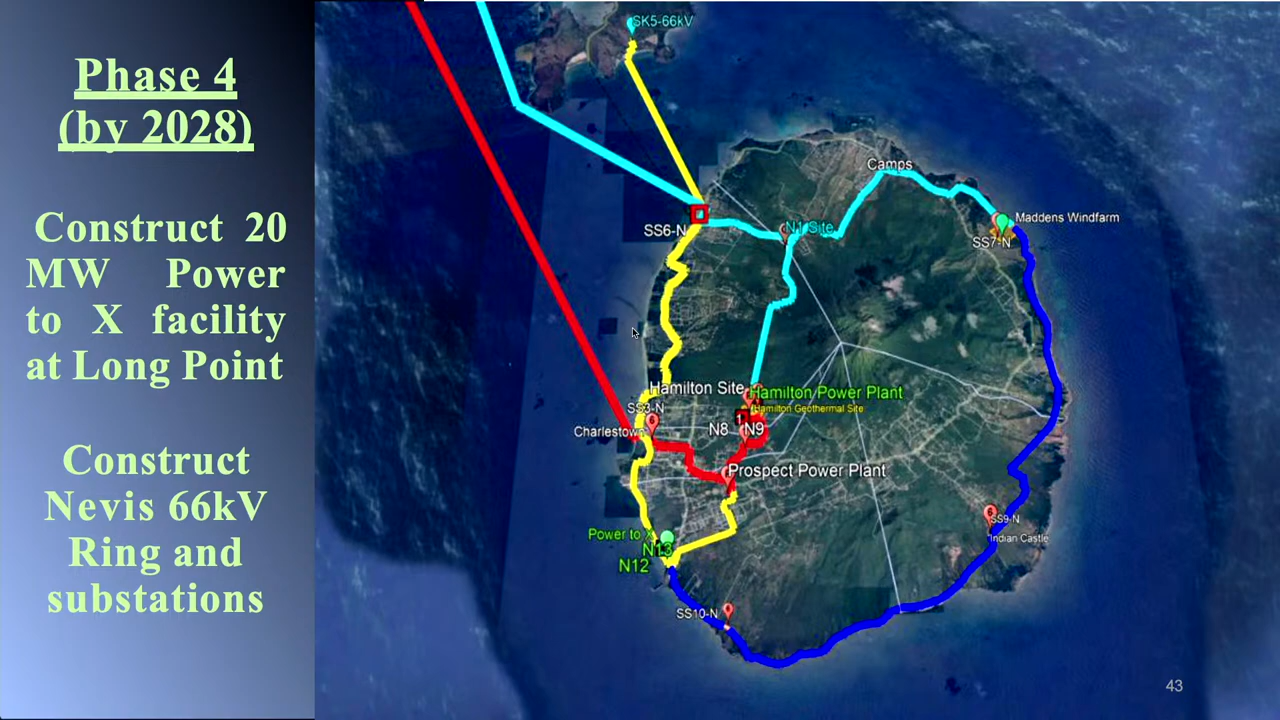 Phase 4
(by 2028)
Construct 20
MW Power
to X facility
at Long Point
Construct
Nevis 66kV
Ring and
substations
SK5-66kV
Camps
Maddens Windfarm
SS6-N
N1 Site
SS7-N
Hamilton Site
Hamilton Power Plant
SS3-N
Hamilton Geothermal Site
1
Charlestown
N8
N9
Prospect Power Plant
SS9-N
Indian Castle
Power to X
N13
N12
SS10-N
43